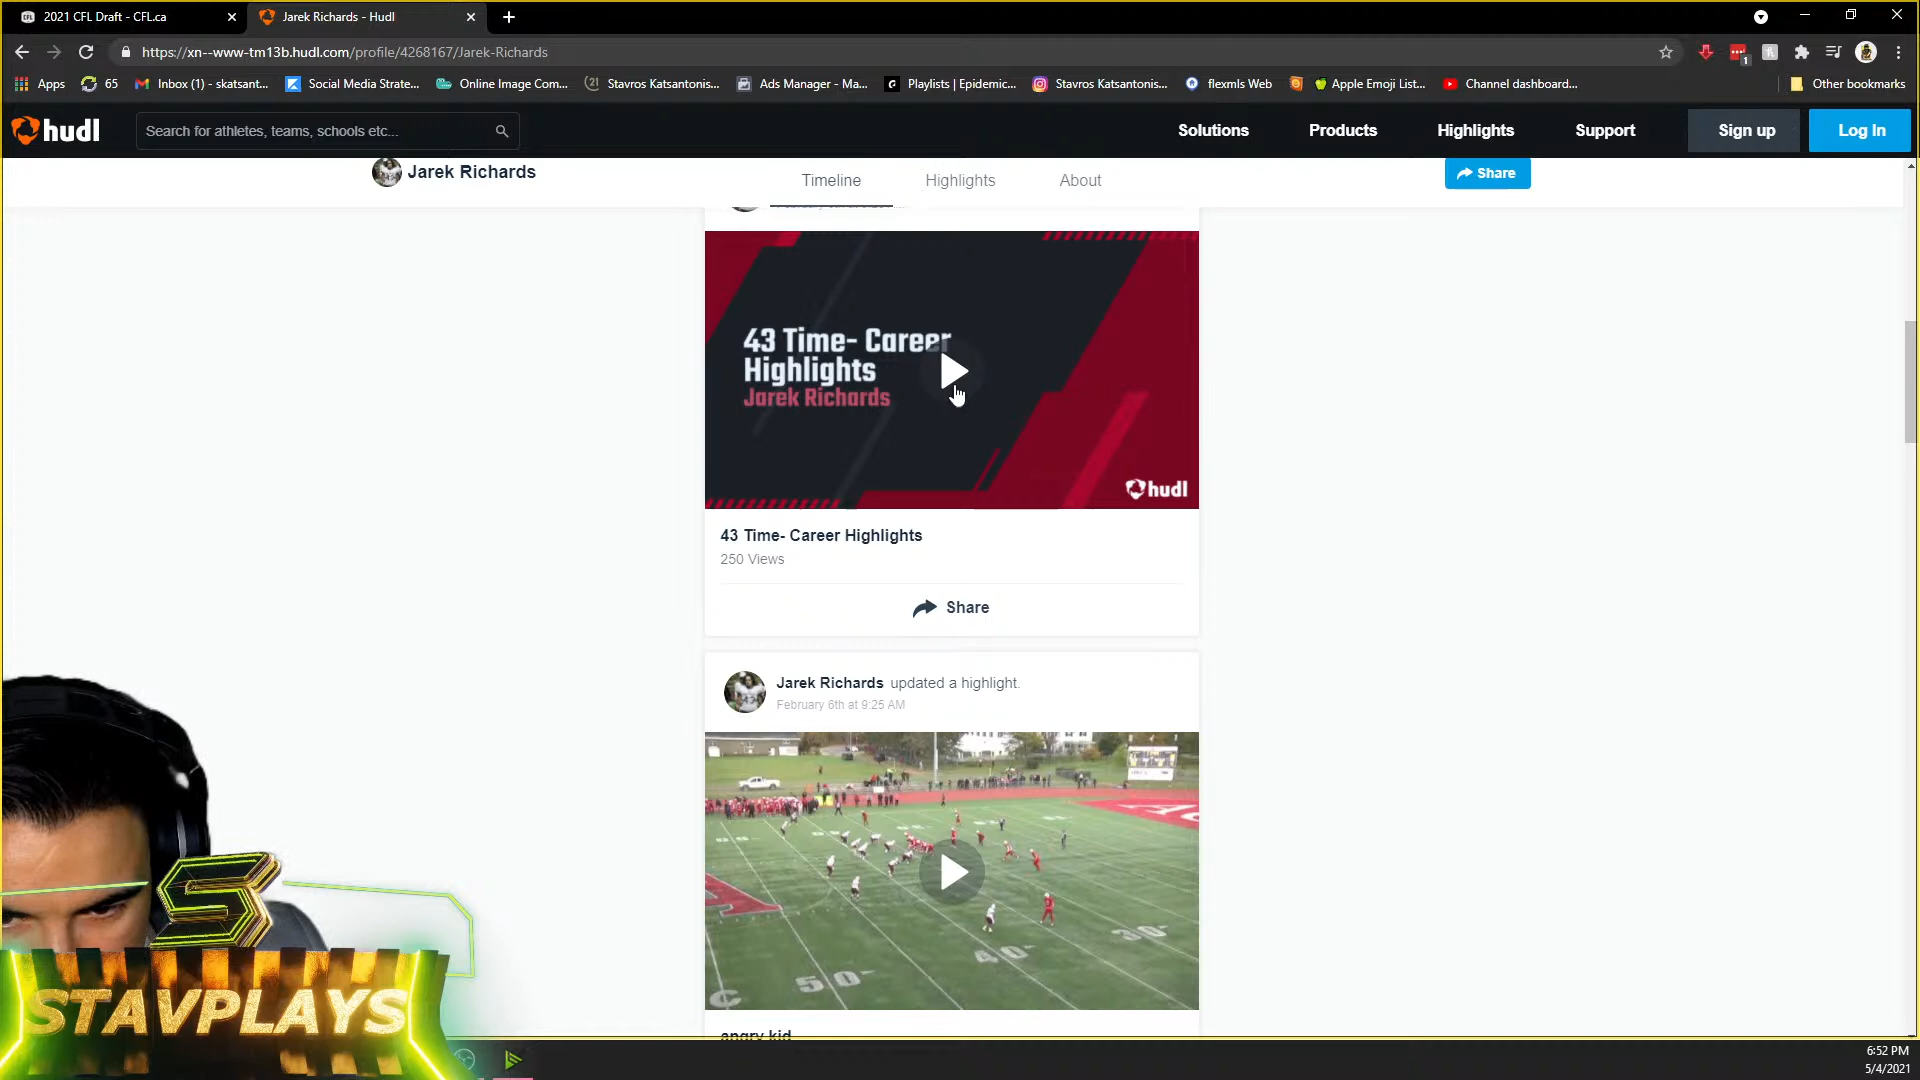 2021 CFL Draft - CFL.ca
Jarek Richards - Hudl
https://xn--www-tm13b.hudl.com/profile/4268167/Jarek-Richards
1
Apps
65
Inbox (1) - skatsant...
Social Media Strate...
Online Image Com...
Stavros Katsantonis...
Ads Manager - Ma...
Playlists | Epidemic...
Stavros Katsantonis...
flexmls Web
Apple Emoji List...
Channel dashboard...
Other bookmarks
hudl
Search for athletes, teams, schools etc...
Solutions
Products
Highlights
Support
Sign up
Log In
Jarek Richards
Timeline
Highlights
About
Share
43 Time- Career
Highlights
Jarek Richards
hudl
43 Time- Career Highlights
250 Views
Share
Jarek Richards updated a highlight.
February 6th at 9:25 AM
50
40
30
C
angry kid
S
STAVPLAYS
6:52 PM
5/4/2021